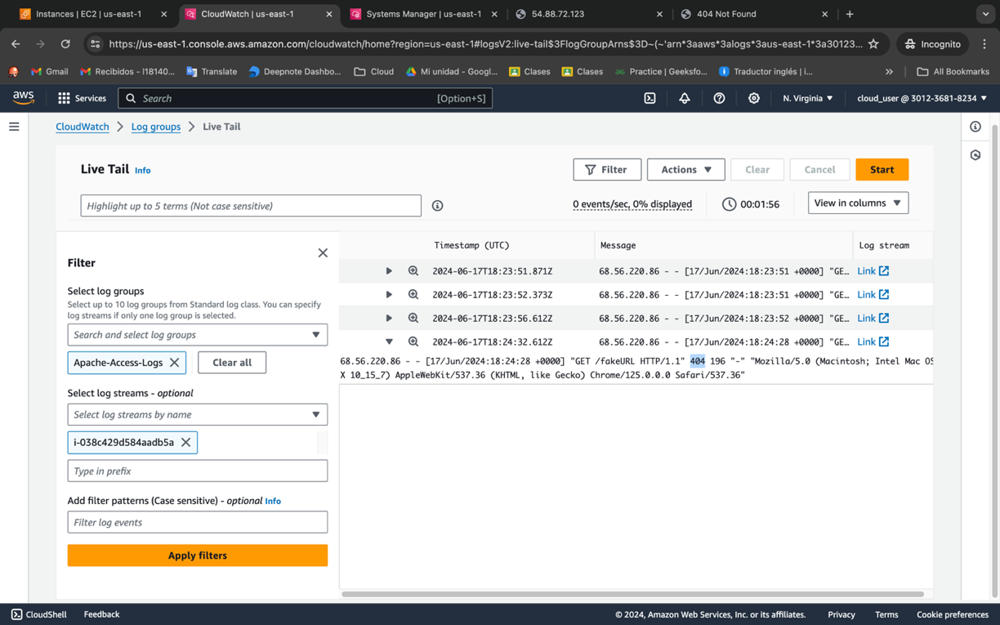 Instances | EC2 | us-east-1
CloudWatch | us-east-1
Systems Manager | us-east-1
54.88.72.123
404 Not Found
https://us-east-1.console.aws.amazon.com/cloudwatch/home?region=us-east-1#logsV2:live-tail$3FlogGroupArns$3D~(~'arn*3aaws*3alogs*3aus-east-1*3a30123...
Incognito
Gmail
Recibidos - l18140...
Translate
Deepnote Dashbo...
Cloud
Mi unidad - Googl...
Clases
Clases
Practice | Geeksfo...
Traductor inglés | i...
All Bookmarks
aws
Services
Search
[Option+S]
N. Virginia
cloud_user @ 3012-3681-8234
CloudWatch
Log groups
Live Tail
Live Tail Info
Filter
Actions
Clear
Cancel
Start
Highlight up to 5 terms (Not case sensitive)
0 events/sec, 0% displayed
00:01:56
View in columns
Filter
Select log groups
Select up to 10 log groups from Standard log class. You can specify
log streams if only one log group is selected.
Search and select log groups
Apache-Access-Logs
Clear all
Select log streams - optional
Select log streams by name
i-038c429d584aadb5a
Type in prefix
Add filter patterns (Case sensitive) - optional Info
Filter log events
Apply filters
Timestamp (UTC) Message Log stream
2024-06-17T18:23:51.871Z 68.56.220.86 - - [17/Jun/2024:18:23:51 +0000] "GE… Link
2024-06-17T18:23:52.373Z 68.56.220.86 - - [17/Jun/2024:18:23:52 +0000] "GE… Link
2024-06-17T18:23:56.612Z 68.56.220.86 - - [17/Jun/2024:18:23:52 +0000] "GE… Link
2024-06-17T18:24:32.612Z 68.56.220.86 - - [17/Jun/2024:18:24:28 +0000] "GE… Link
68.56.220.86 - - [17/Jun/2024:18:24:28 +0000] "GET /fakeURL HTTP/1.1" 404 196 "-" "Mozilla/5.0 (Macintosh; Intel Mac OS
X 10_15_7) AppleWebKit/537.36 (KHTML, like Gecko) Chrome/125.0.0.0 Safari/537.36"
CloudShell
Feedback
© 2024, Amazon Web Services, Inc. or its affiliates.
Privacy
Terms
Cookie preferences